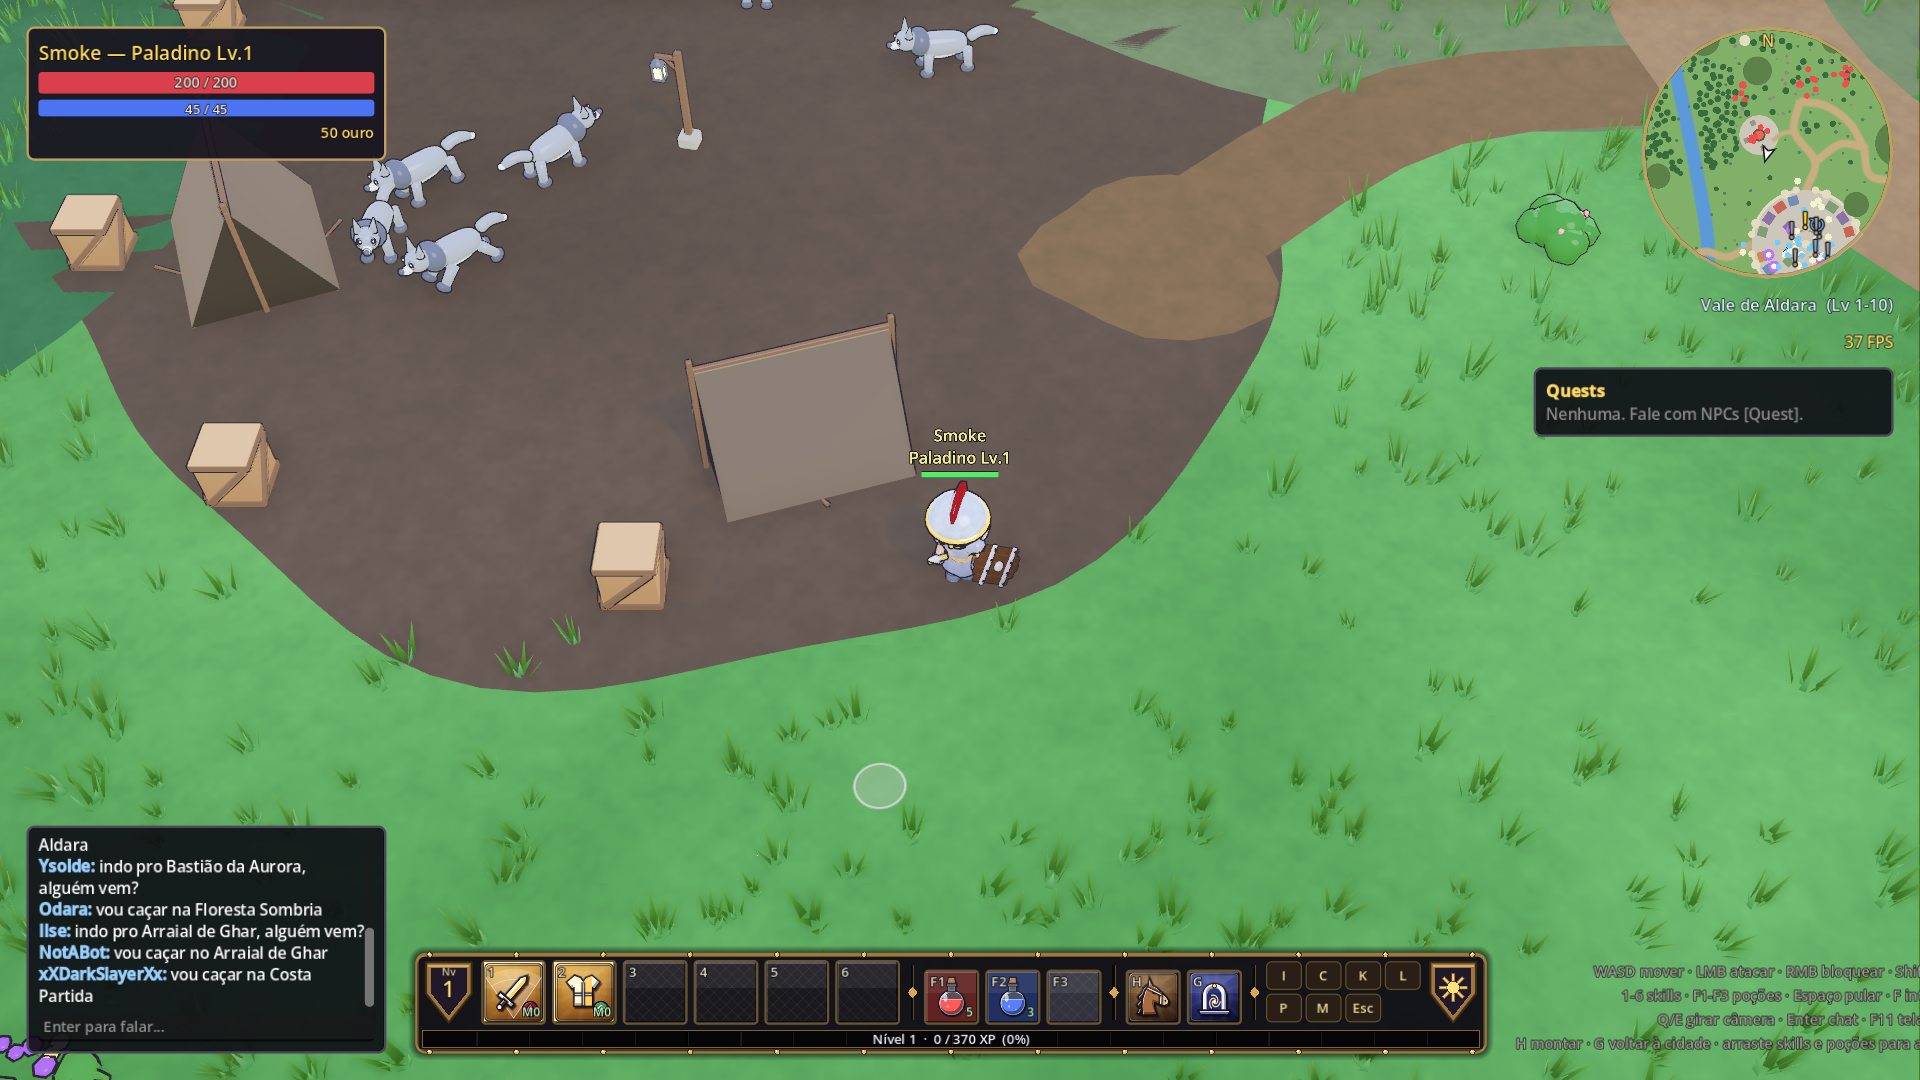 Smoke — Paladino Lv.1
200 / 200
45 / 45
50 ouro
N
Vale de Aldara (Lv 1-10)
37 FPS
Quests
Nenhuma. Fale com NPCs [Quest].
Smoke
Paladino Lv.1
Aldara
Ysolde: indo pro Bastião da Aurora,
alguém vem?
Odara: vou caçar na Floresta Sombria
Ilse: indo pro Arraial de Ghar, alguém vem?
NotABot: vou caçar no Arraial de Ghar
xXDarkSlayerXx: vou caçar na Costa
Partida
Enter para falar...
Nv
1
1 M0
2 M0
3
4
5
6
F1 5
F2 3
F3
H
G
I C K L
P M Esc
Nível 1 · 0 / 370 XP (0%)
WASD mover · LMB atacar · RMB bloquear · Shi
1-6 skills · F1-F3 poções · Espaço pular · F in
Q/E girar câmera · Enter chat · F11 tel
H montar · G voltar à cidade · arraste skills e poções para a